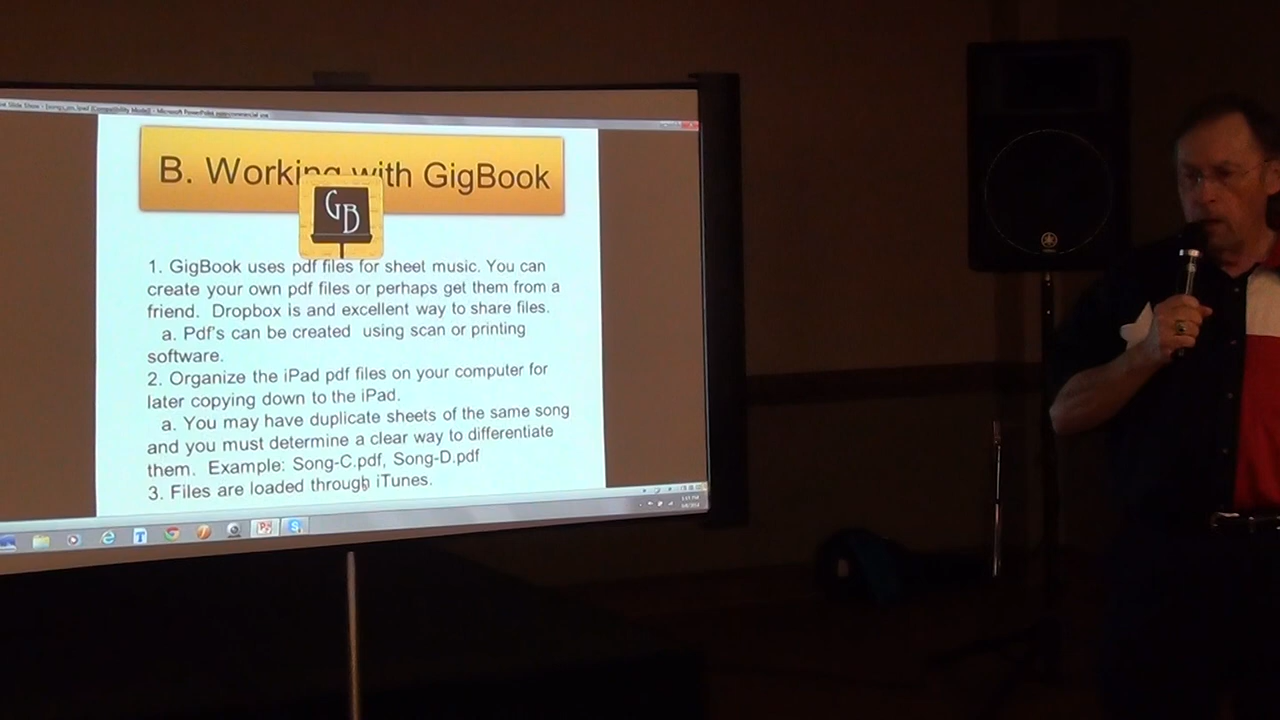 Microsoft PowerPoint
B. Working with GigBook
GB
1. GigBook uses pdf files for sheet music. You can
create your own pdf files or perhaps get them from a
friend. Dropbox is and excellent way to share files.
a. Pdf's can be created using scan or printing
software.
2. Organize the iPad pdf files on your computer for
later copying down to the iPad.
a. You may have duplicate sheets of the same song
and you must determine a clear way to differentiate
them. Example: Song-C.pdf, Song-D.pdf
3. Files are loaded through iTunes.